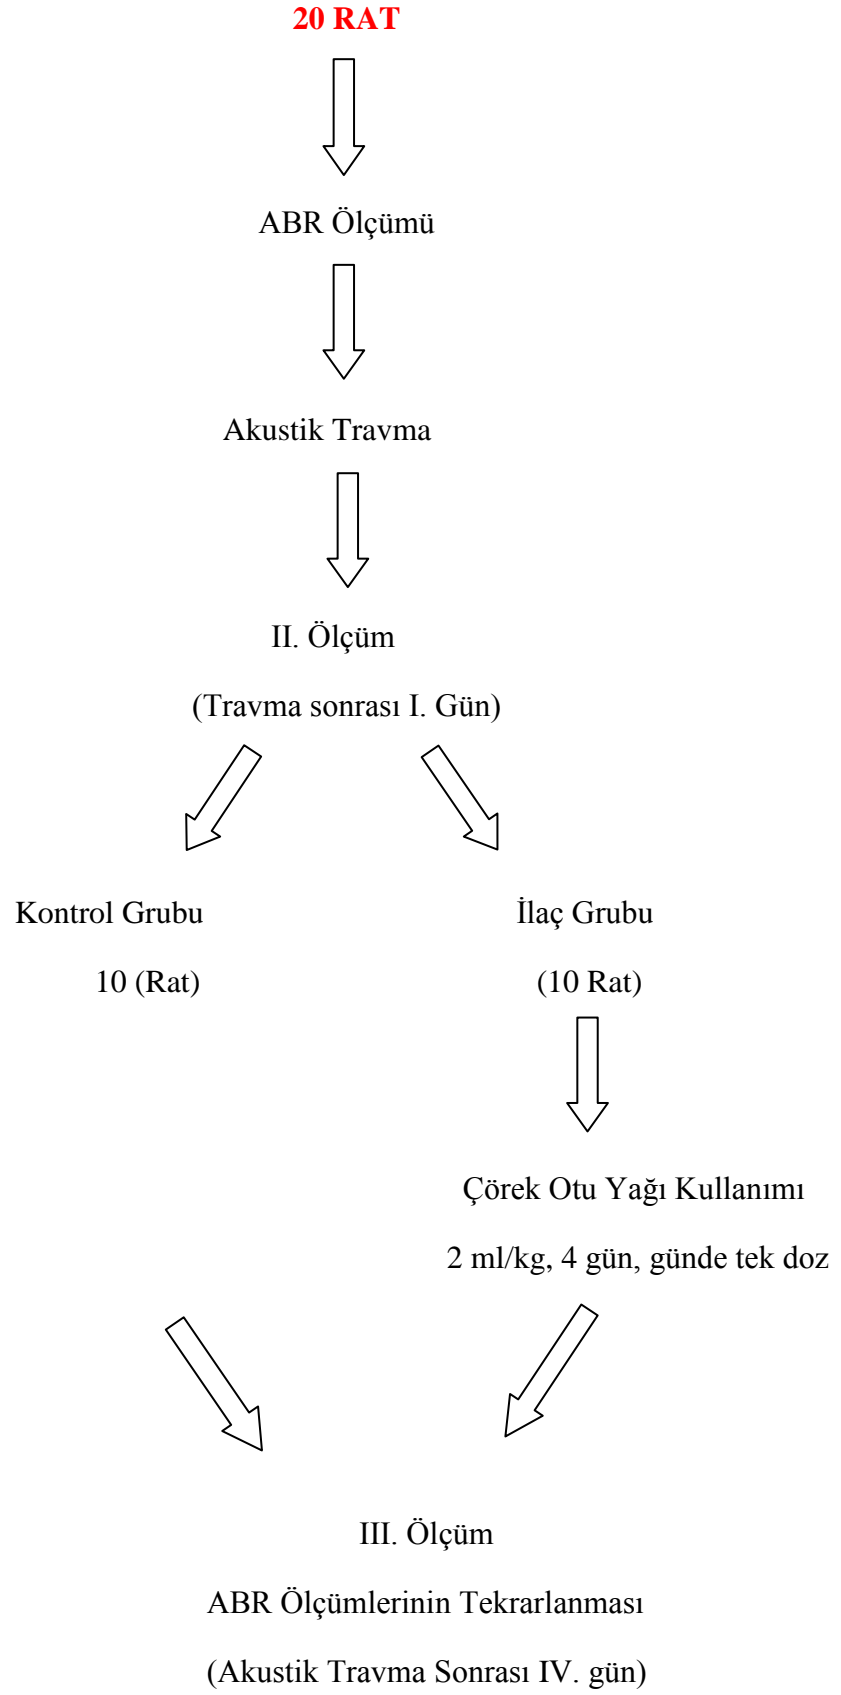 20 RAT
ABR Ölçümü
Akustik Travma
II. Ölçüm
(Travma sonrası I. Gün)
Kontrol Grubu
10 (Rat)
İlaç Grubu
(10 Rat)
Çörek Otu Yağı Kullanımı
2 ml/kg, 4 gün, günde tek doz
III. Ölçüm
ABR Ölçümlerinin Tekrarlanması
(Akustik Travma Sonrası IV. gün)